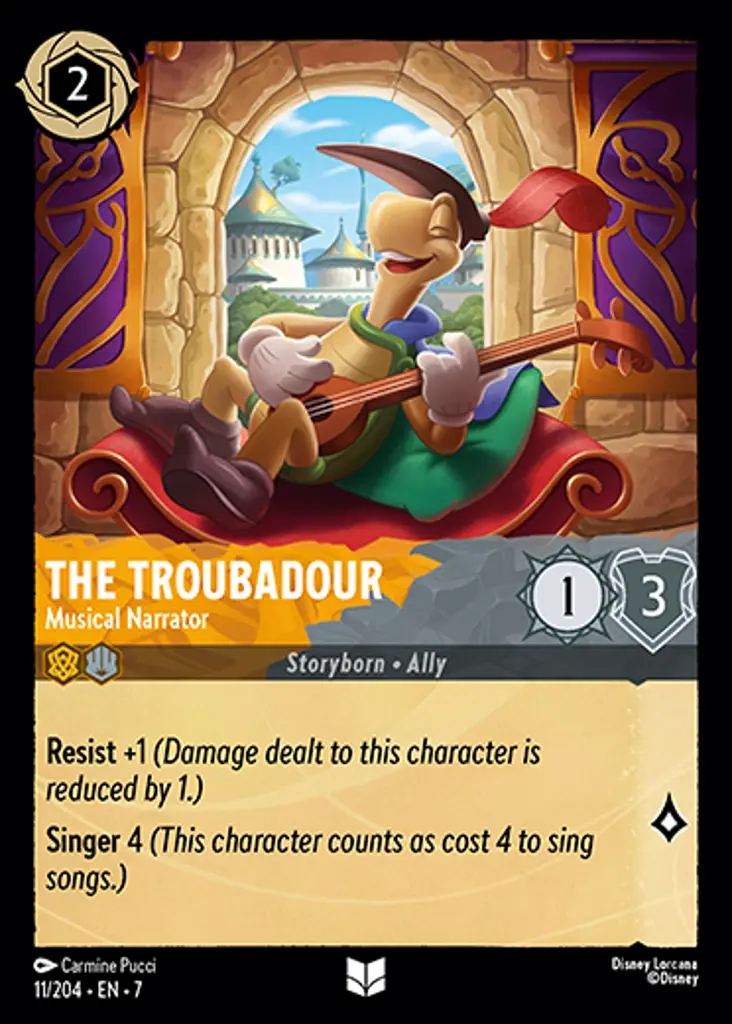 2
THE TROUBADOUR
Musical Narrator
1
3
Storyborn • Ally
Resist +1 (Damage dealt to this character is
reduced by 1.)
Singer 4 (This character counts as cost 4 to sing
songs.)
Carmine Pucci
11/204 • EN • 7
Disney Lorcana
©Disney